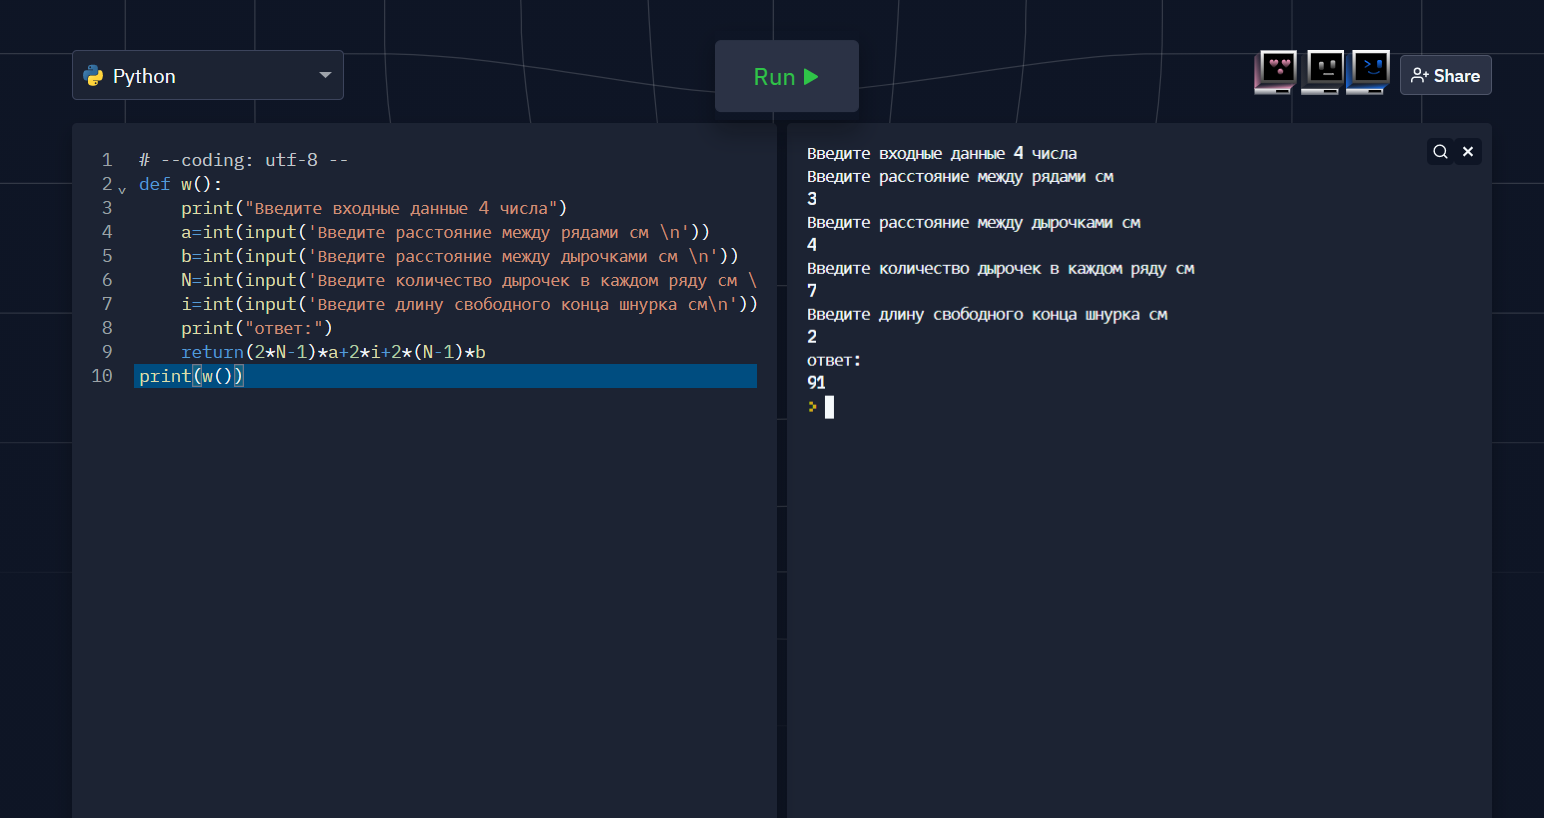 Python
Run
Share
1 # --coding: utf-8 --
2 def w():
3 print("Введите входные данные 4 числа")
4 a=int(input('Введите расстояние между рядами см \n'))
5 b=int(input('Введите расстояние между дырочками см \n'))
6 N=int(input('Введите количество дырочек в каждом ряду см \
7 i=int(input('Введите длину свободного конца шнурка см\n'))
8 print("ответ:")
9 return(2*N-1)*a+2*i+2*(N-1)*b
10 print(w())
Введите входные данные 4 числа
Введите расстояние между рядами см
3
Введите расстояние между дырочками см
4
Введите количество дырочек в каждом ряду см
7
Введите длину свободного конца шнурка см
2
ответ:
91
>